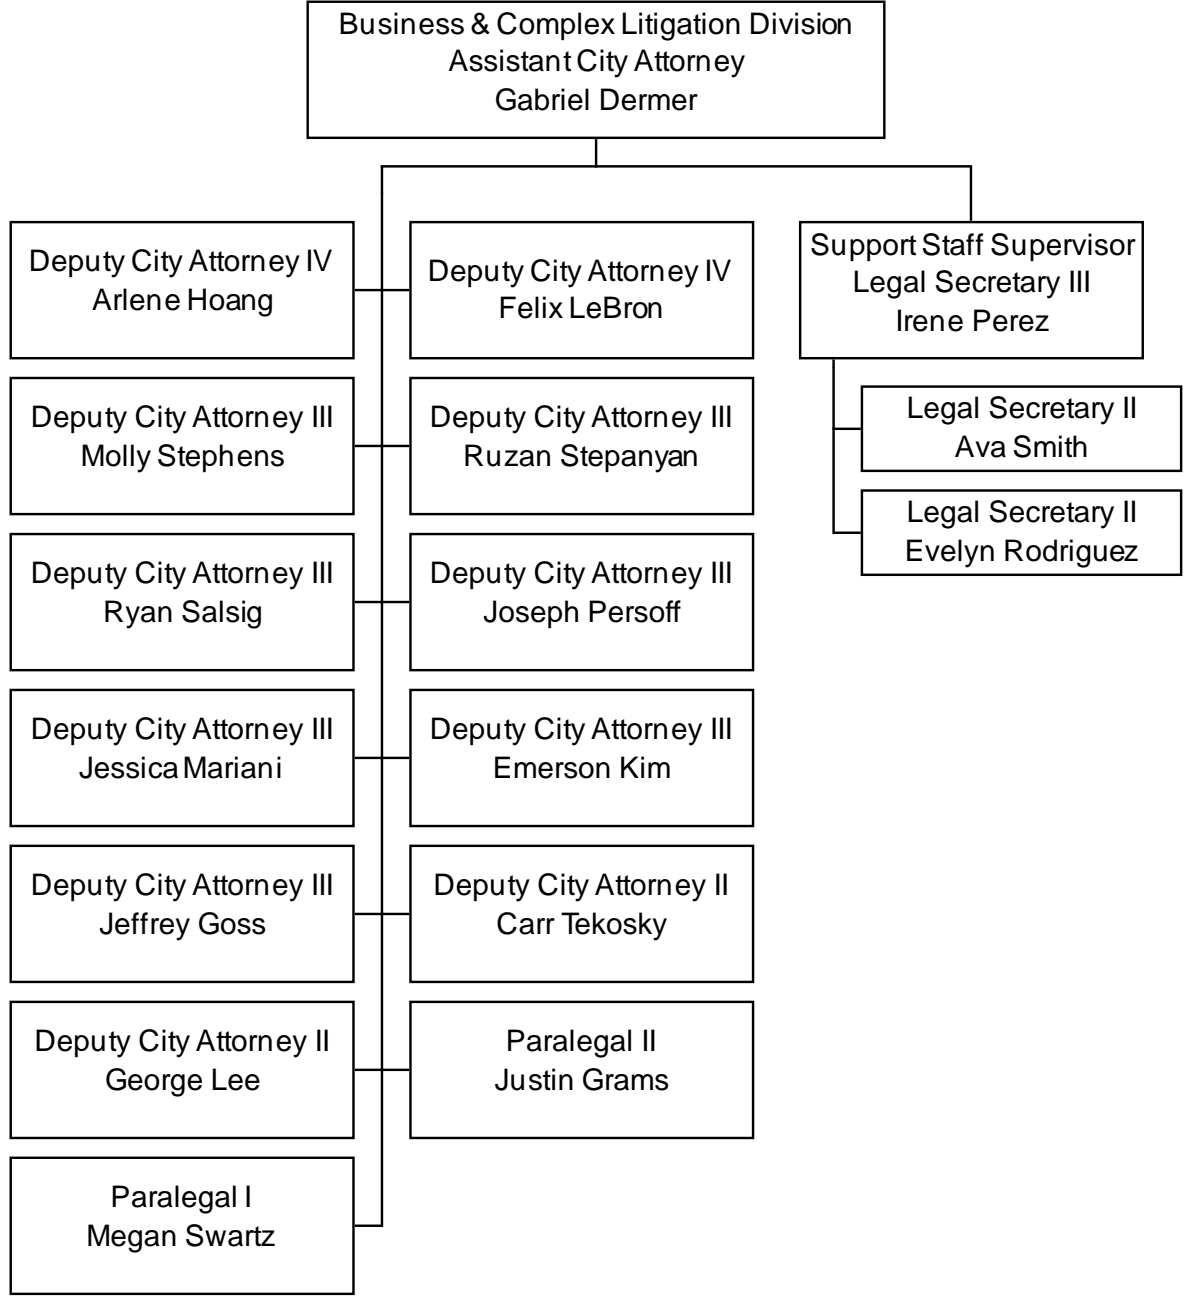 Business & Complex Litigation Division
Assistant City Attorney
Gabriel Dermer
Deputy City Attorney IV
Arlene Hoang
Deputy City Attorney IV
Felix LeBron
Support Staff Supervisor
Legal Secretary III
Irene Perez
Deputy City Attorney III
Molly Stephens
Deputy City Attorney III
Ruzan Stepanyan
Legal Secretary II
Ava Smith
Legal Secretary II
Evelyn Rodriguez
Deputy City Attorney III
Ryan Salsig
Deputy City Attorney III
Joseph Persoff
Deputy City Attorney III
Jessica Mariani
Deputy City Attorney III
Emerson Kim
Deputy City Attorney III
Jeffrey Goss
Deputy City Attorney II
Carr Tekosky
Deputy City Attorney II
George Lee
Paralegal II
Justin Grams
Paralegal I
Megan Swartz